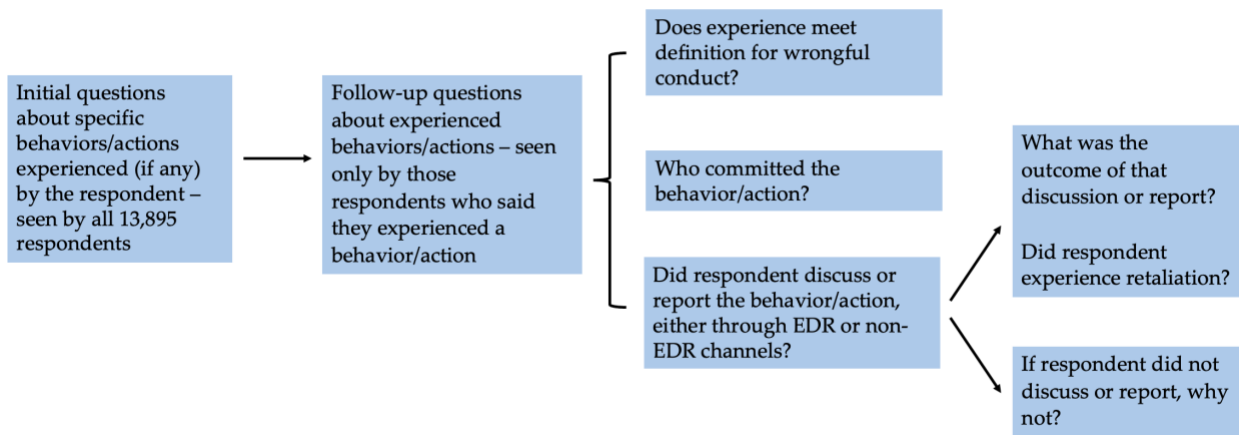 Initial questions
about specific
behaviors/actions
experienced (if any)
by the respondent –
seen by all 13,895
respondents
Follow-up questions
about experienced
behaviors/actions – seen
only by those
respondents who said
they experienced a
behavior/action
Does experience meet
definition for wrongful
conduct?
Who committed the
behavior/action?
Did respondent discuss or
report the behavior/action,
either through EDR or non-
EDR channels?
What was the
outcome of that
discussion or report?
Did respondent
experience retaliation?
If respondent did not
discuss or report, why
not?